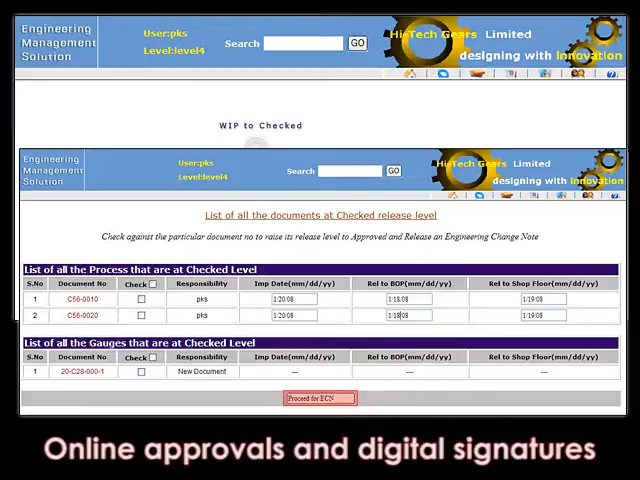 Engineering
Management
Solution
User:pks
Level:level4
Search
GO
Hi-Tech Gears Limited
designing with Innovation
WIP to Checked
Engineering
Management
Solution
User:pks
Level:level4
Search
GO
Hi-Tech Gears Limited
designing with Innovation
List of all the documents at Checked release level
Check against the particular document no to raise its release level to Approved and Release an Engineering Change Note
List of all the Process that are at Checked Level
S.No Document No Check Responsibility Imp Date(mm/dd/yy) Rel to BOP(mm/dd/yy) Rel to Shop Floor(mm/dd/yy)
1 C56-0010 pks 1/20/08 1/18/08 1/19/08
2 C56-0020 pks 1/20/08 1/18/08 1/19/08
List of all the Gauges that are at Checked Level
S.No Document No Check Responsibility Imp Date(mm/dd/yy) Rel to BOP(mm/dd/yy) Rel to Shop Floor(mm/dd/yy)
1 20-C28-000-1 New Document --- --- ---
Proceed for ECN
Online approvals and digital signatures